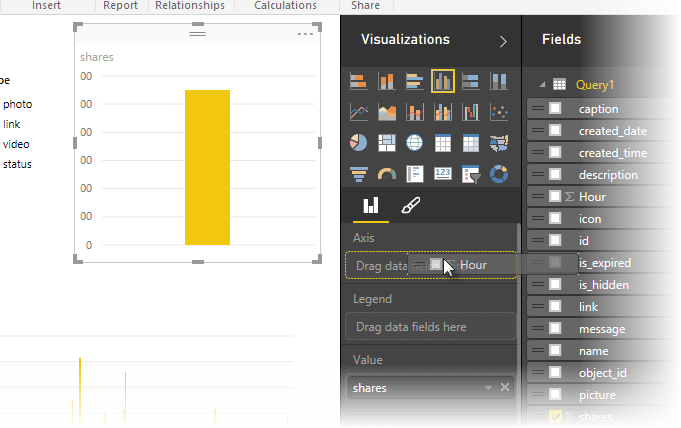 Insert
Report
Relationships
Calculations
Share
shares
00
00
00
00
00
00
0
pe
photo
link
video
status
Visualizations
123
Axis
Drag data
Hour
Legend
Drag data fields here
Value
shares
Fields
Query1
caption
created_date
created_time
description
Hour
icon
id
is_expired
is_hidden
link
message
name
object_id
picture
shares